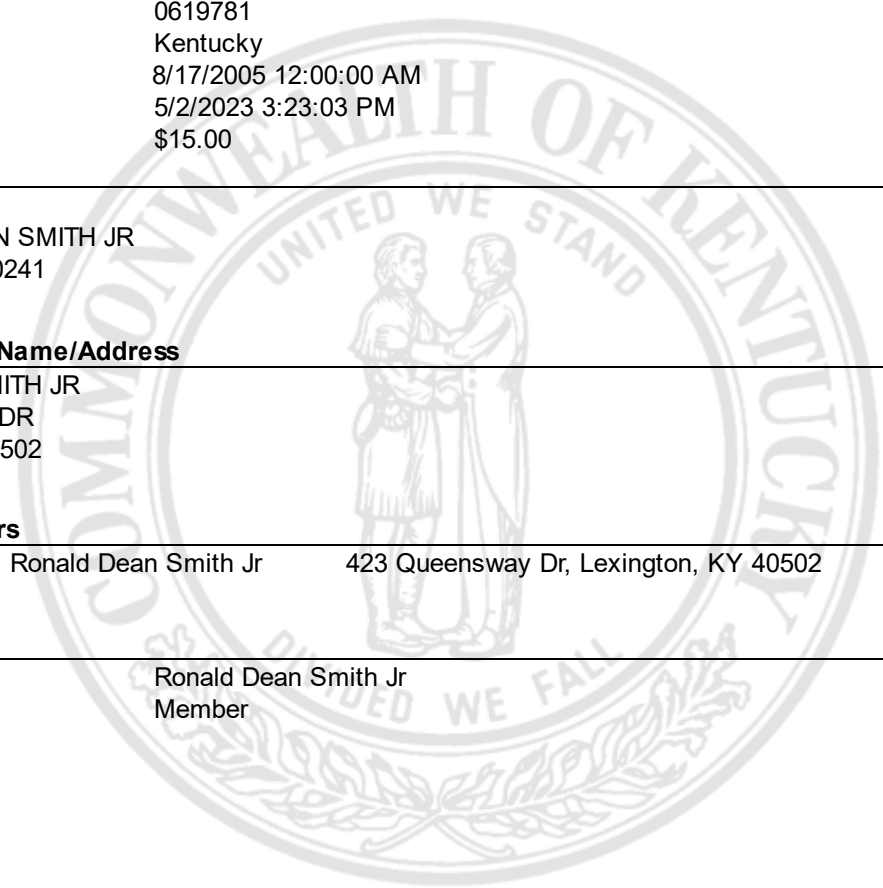 0619781
Kentucky
8/17/2005 12:00:00 AM
5/2/2023 3:23:03 PM
$15.00
COMMONWEALTH OF KENTUCKY
UNITED WE STAND
N SMITH JR
0241
Name/Address
MITH JR
DR
502
rs
Ronald Dean Smith Jr 423 Queensway Dr, Lexington, KY 40502
DIVIDED WE FALL
Ronald Dean Smith Jr
Member